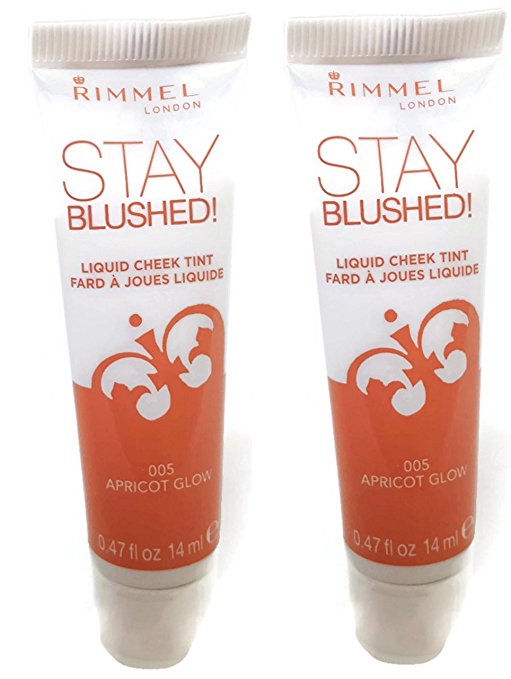 RIMMEL
LONDON
STAY
BLUSHED!
LIQUID CHEEK TINT
FARD À JOUES LIQUIDE
005
APRICOT GLOW
0.47 fl oz 14 ml e
RIMMEL
LONDON
STAY
BLUSHED!
LIQUID CHEEK TINT
FARD À JOUES LIQUIDE
005
APRICOT GLOW
0.47 fl oz 14 ml e